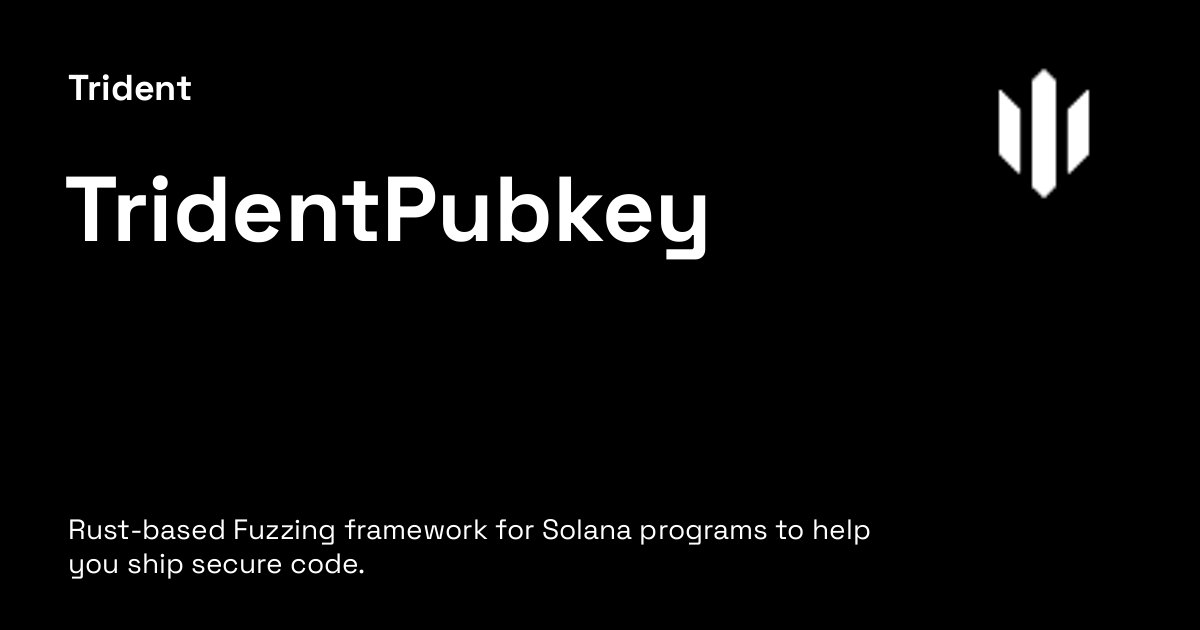 Trident
TridentPubkey
Rust-based Fuzzing framework for Solana programs to help
you ship secure code.